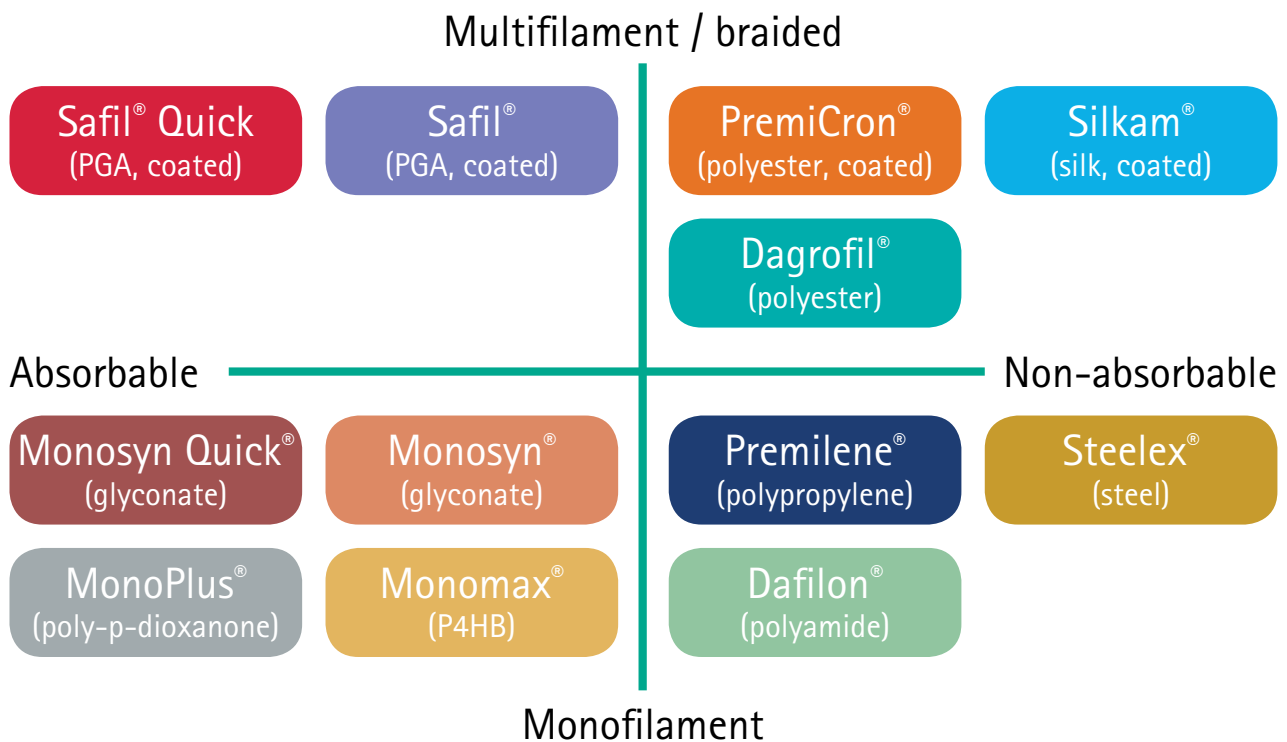 Multifilament / braided
Safil® Quick
(PGA, coated)
Safil®
(PGA, coated)
PremiCron®
(polyester, coated)
Silkam®
(silk, coated)
Dagrofil®
(polyester)
Absorbable
Non-absorbable
Monosyn Quick®
(glyconate)
Monosyn®
(glyconate)
Premilene®
(polypropylene)
Steelex®
(steel)
MonoPlus®
(poly-p-dioxanone)
Monomax®
(P4HB)
Dafilon®
(polyamide)
Monofilament